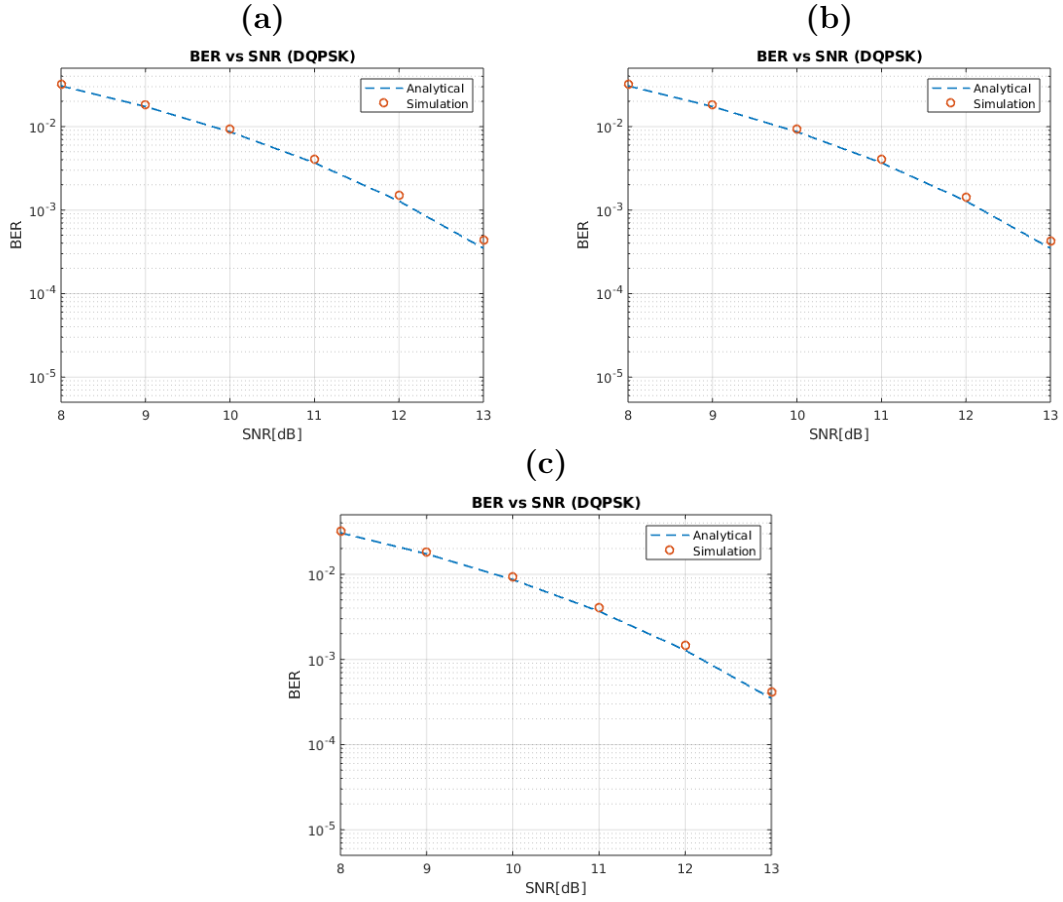 (a)
BER vs SNR (DQPSK)
Analytical
Simulation
BER
10^-2
10^-3
10^-4
10^-5
8 9 10 11 12 13
SNR[dB]
(b)
BER vs SNR (DQPSK)
Analytical
Simulation
BER
10^-2
10^-3
10^-4
10^-5
8 9 10 11 12 13
SNR[dB]
(c)
BER vs SNR (DQPSK)
Analytical
Simulation
BER
10^-2
10^-3
10^-4
10^-5
8 9 10 11 12 13
SNR[dB]